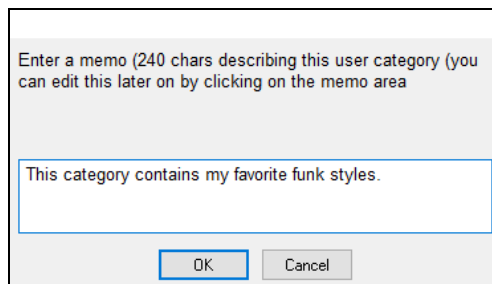 Enter a memo (240 chars describing this user category (you
can edit this later on by clicking on the memo area
This category contains my favorite funk styles.
OK
Cancel